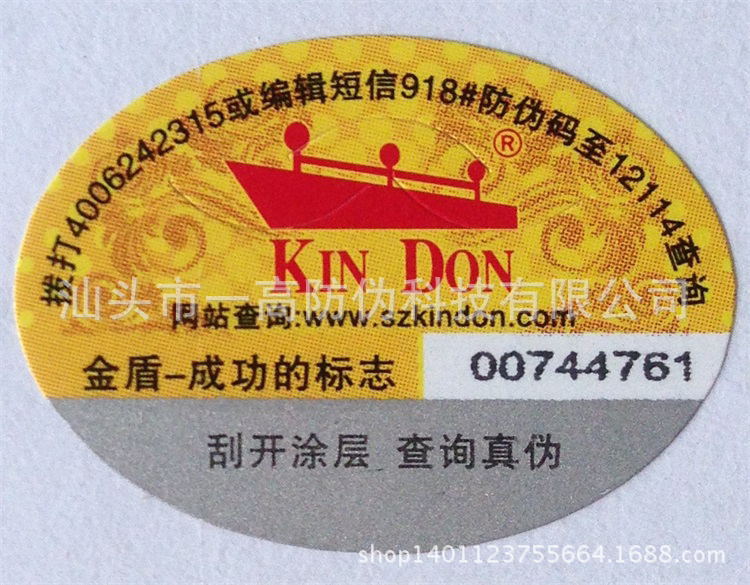 拨打4006242315或编辑短信918#防伪码至12114查询
®
KIN DON
汕头市一高防伪科技有限公司
网站查询:www.szkindon.com
金盾-成功的标志
00744761
刮开涂层 查询真伪
shop1401123755664.1688.com